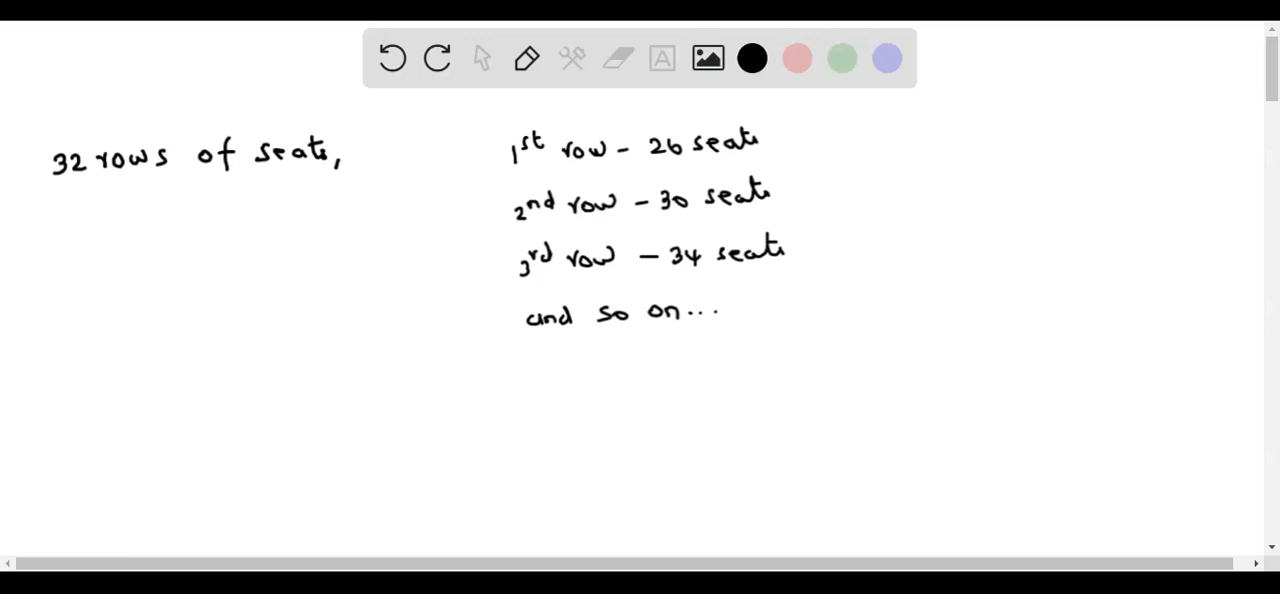 32 rows of seats,
1st row - 26 seats
2nd row - 30 seats
3rd row - 34 seats
and so on...